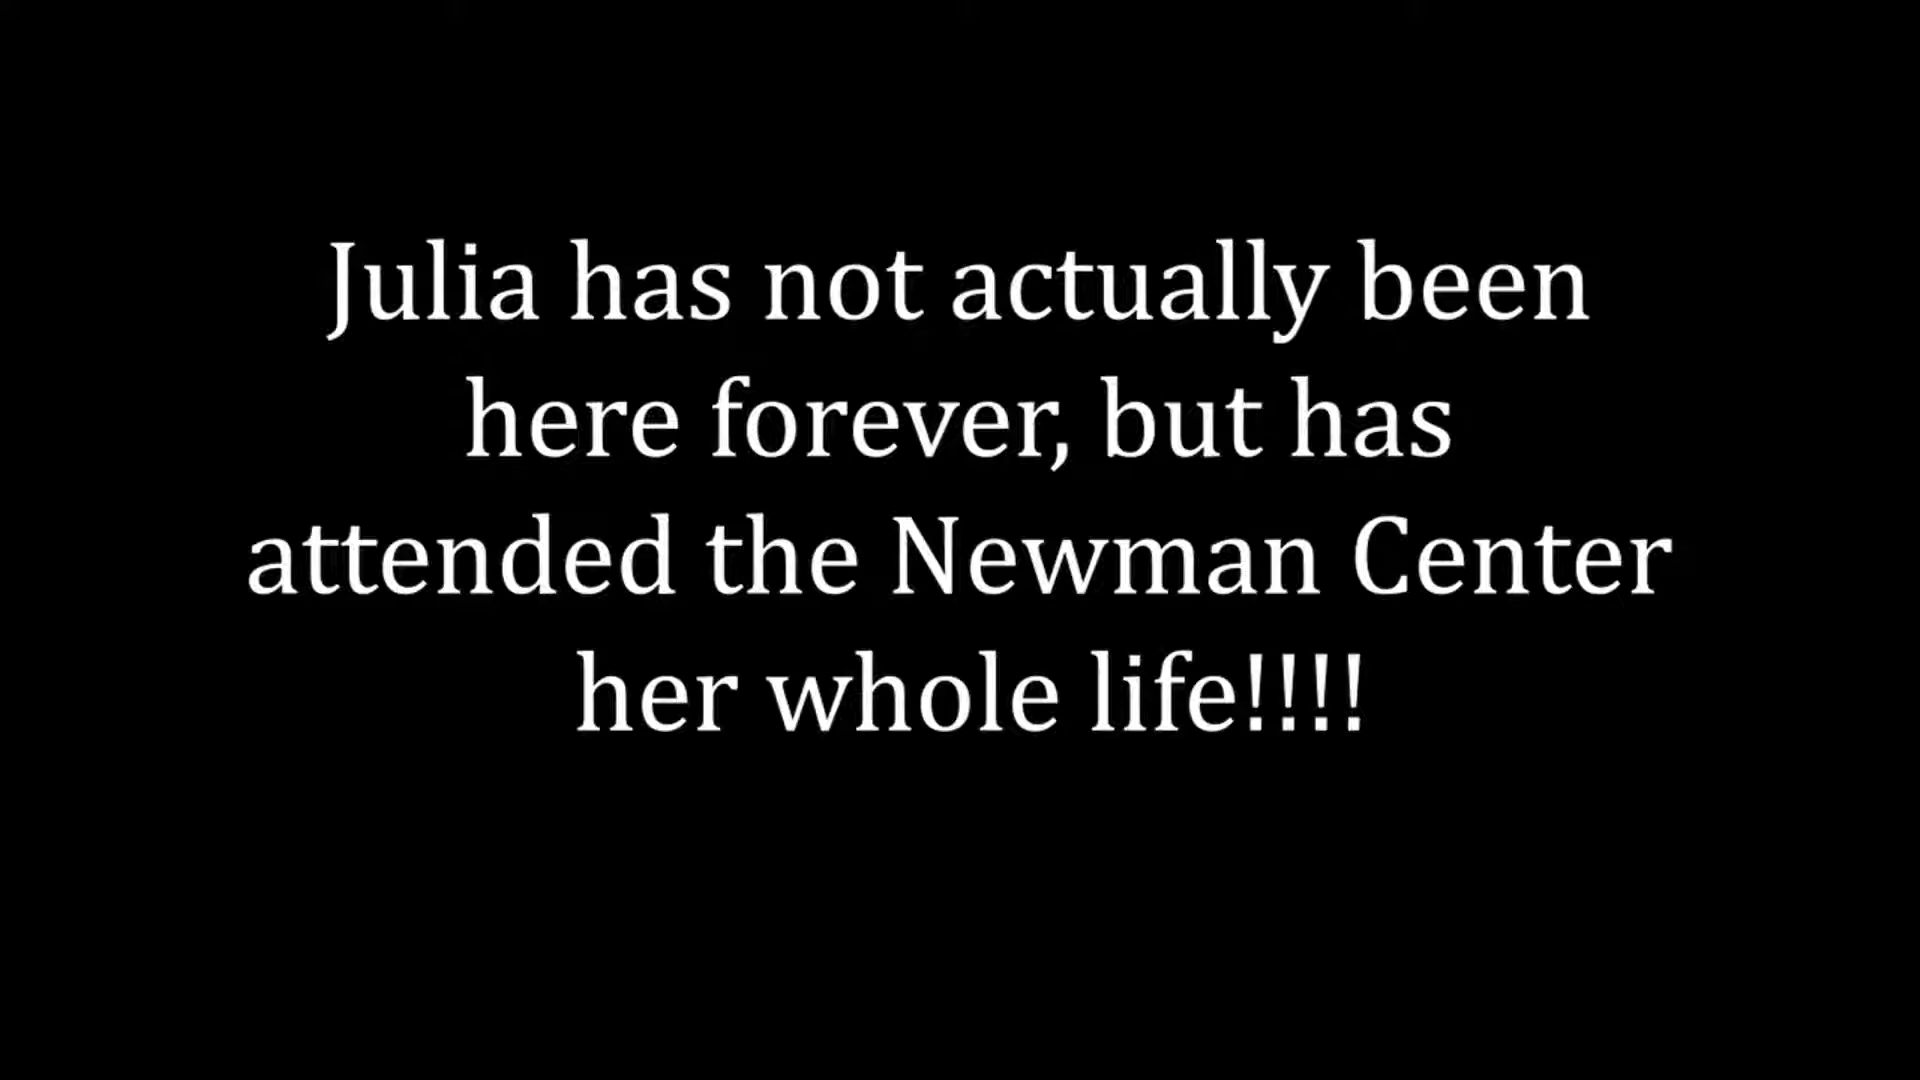 Julia has not actually been
here forever, but has
attended the Newman Center
her whole life!!!!